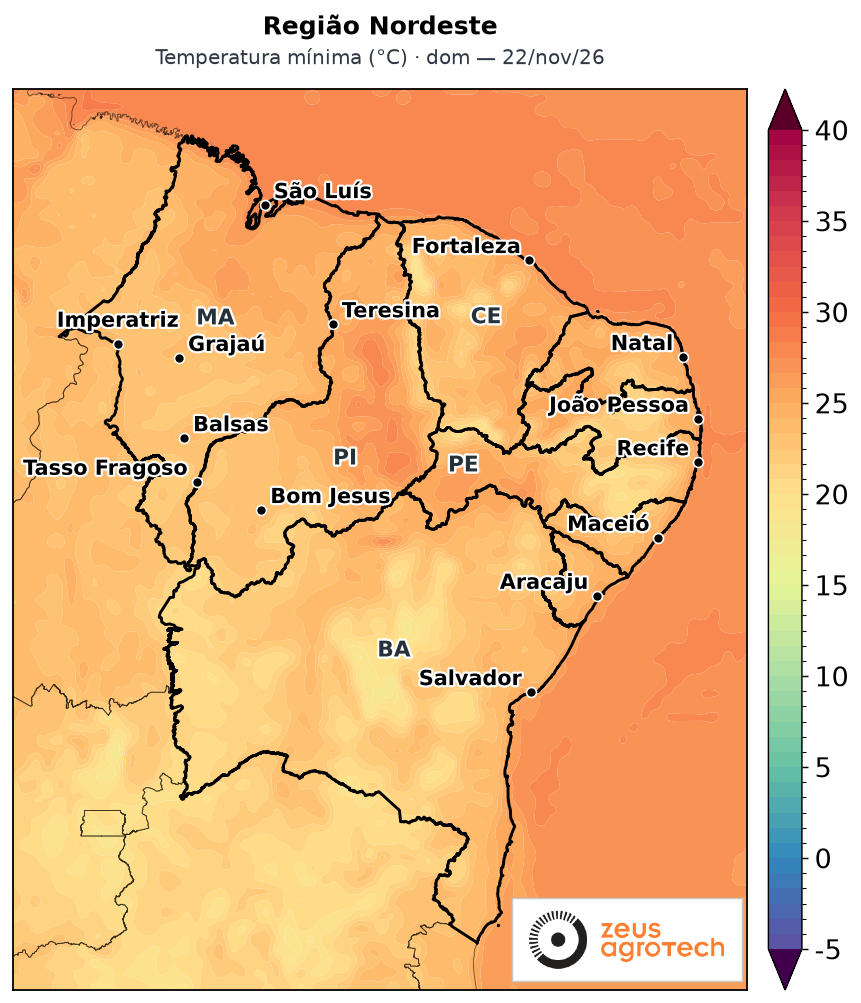 Região Nordeste
Temperatura mínima (°C) · dom — 22/nov/26
São Luís
Fortaleza
Teresina
Imperatriz
MA
CE
Grajaú
Natal
João Pessoa
Balsas
Recife
Tasso Fragoso
PI
PE
Bom Jesus
Maceió
Aracaju
BA
Salvador
40
35
30
25
20
15
10
5
0
-5
zeus
agrotech